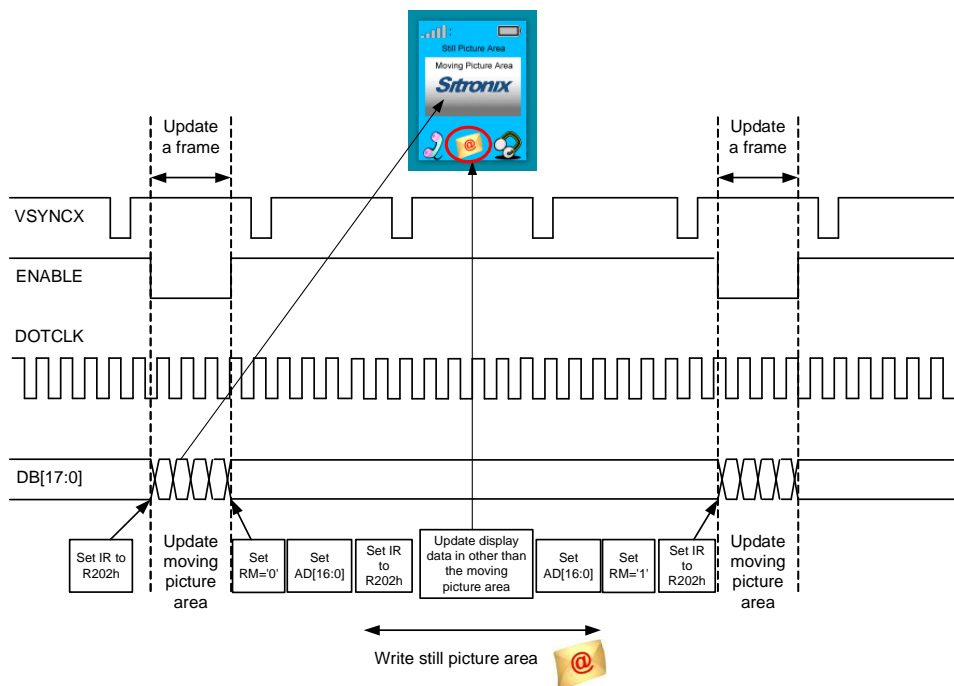 Still Picture Area
Moving Picture Area
Sitronix
@
Update
a frame
Update
a frame
VSYNCX
ENABLE
DOTCLK
DB[17:0]
Set IR to
R202h
Update
moving
picture
area
Set
RM='0'
Set
AD[16:0]
Set IR
to
R202h
Update display
data in other than
the moving
picture area
Set
AD[16:0]
Set
RM='1'
Set IR
to
R202h
Update
moving
picture
area
Write still picture area
@